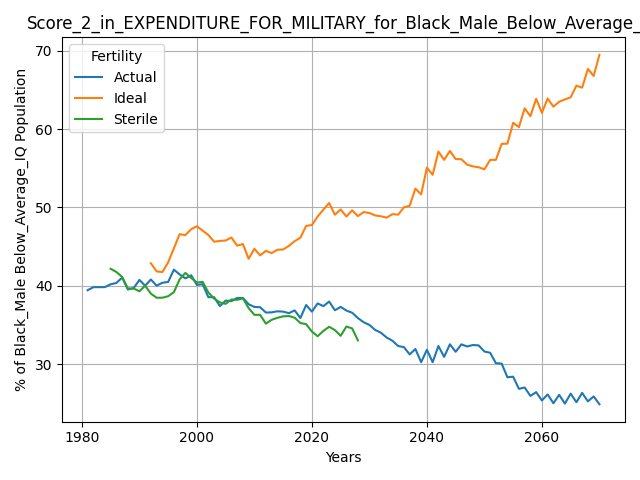 Score_2_in_EXPENDITURE_FOR_MILITARY_for_Black_Male_Below_Average_
70
60
50
40
30
% of Black_Male Below_Average_IQ Population
Fertility
Actual
Ideal
Sterile
1980
2000
2020
2040
2060
Years